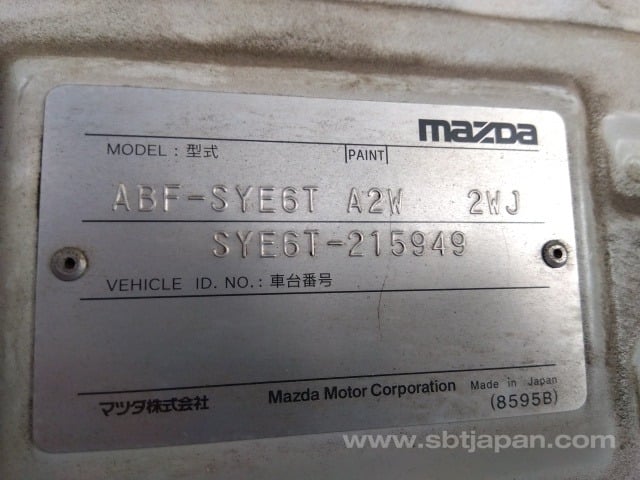 mazda
MODEL : 型式 PAINT
ABF-SYE6T A2W 2WJ
SYE6T-215949
VEHICLE ID. NO. : 車台番号
マツダ株式会社 Mazda Motor Corporation Made in Japan
(8595B)
www.sbtjapan.com